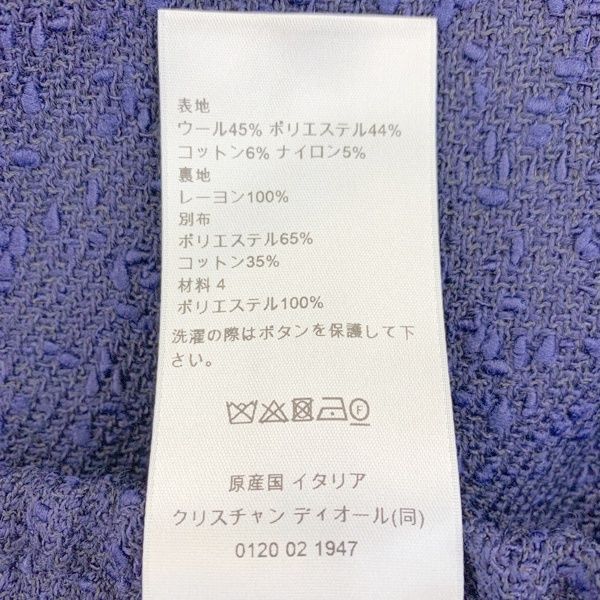 表地
ウール45% ポリエステル44%
コットン6% ナイロン5%
裏地
レーヨン100%
別布
ポリエステル65%
コットン35%
材料 4
ポリエステル100%
洗濯の際はボタンを保護して下
さい。
F
原産国 イタリア
クリスチャン ディオール(同)
0120 02 1947